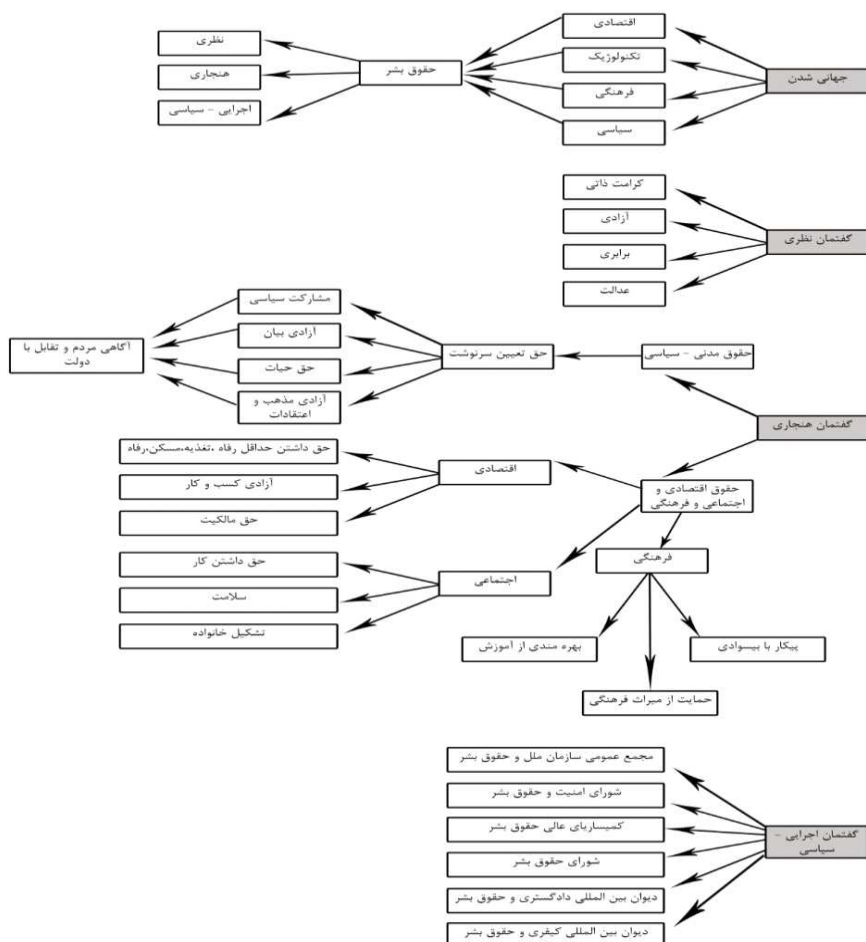 جهانی شدن
اقتصادی
تکنولوژیک
فرهنگی
سیاسی
حقوق بشر
نظری
هنجاری
اجرایی - سیاسی
گفتمان نظری
کرامت ذاتی
آزادی
برابری
عدالت
گفتمان هنجاری
حقوق مدنی - سیاسی
حق تعیین سرنوشت
مشارکت سیاسی
آزادی بیان
حق حیات
آزادی مذهب و
اعتقادات
آگاهی مردم و تقابل با
دولت
حقوق اقتصادی و
اجتماعی و فرهنگی
اقتصادی
حق داشتن حداقل رفاه ،تغذیه،مسکن،رفاه
آزادی کسب و کار
حق مالکیت
اجتماعی
حق داشتن کار
سلامت
تشکیل خانواده
فرهنگی
پیکار با بیسوادی
حمایت از میراث فرهنگی
بهره مندی از آموزش
گفتمان اجرایی -
سیاسی
مجمع عمومی سازمان ملل و حقوق بشر
شورای امنیت و حقوق بشر
کمیساریای عالی حقوق بشر
شورای حقوق بشر
دیوان بین المللی دادگستری و حقوق بشر
دیوان بین المللی کیفری و حقوق بشر